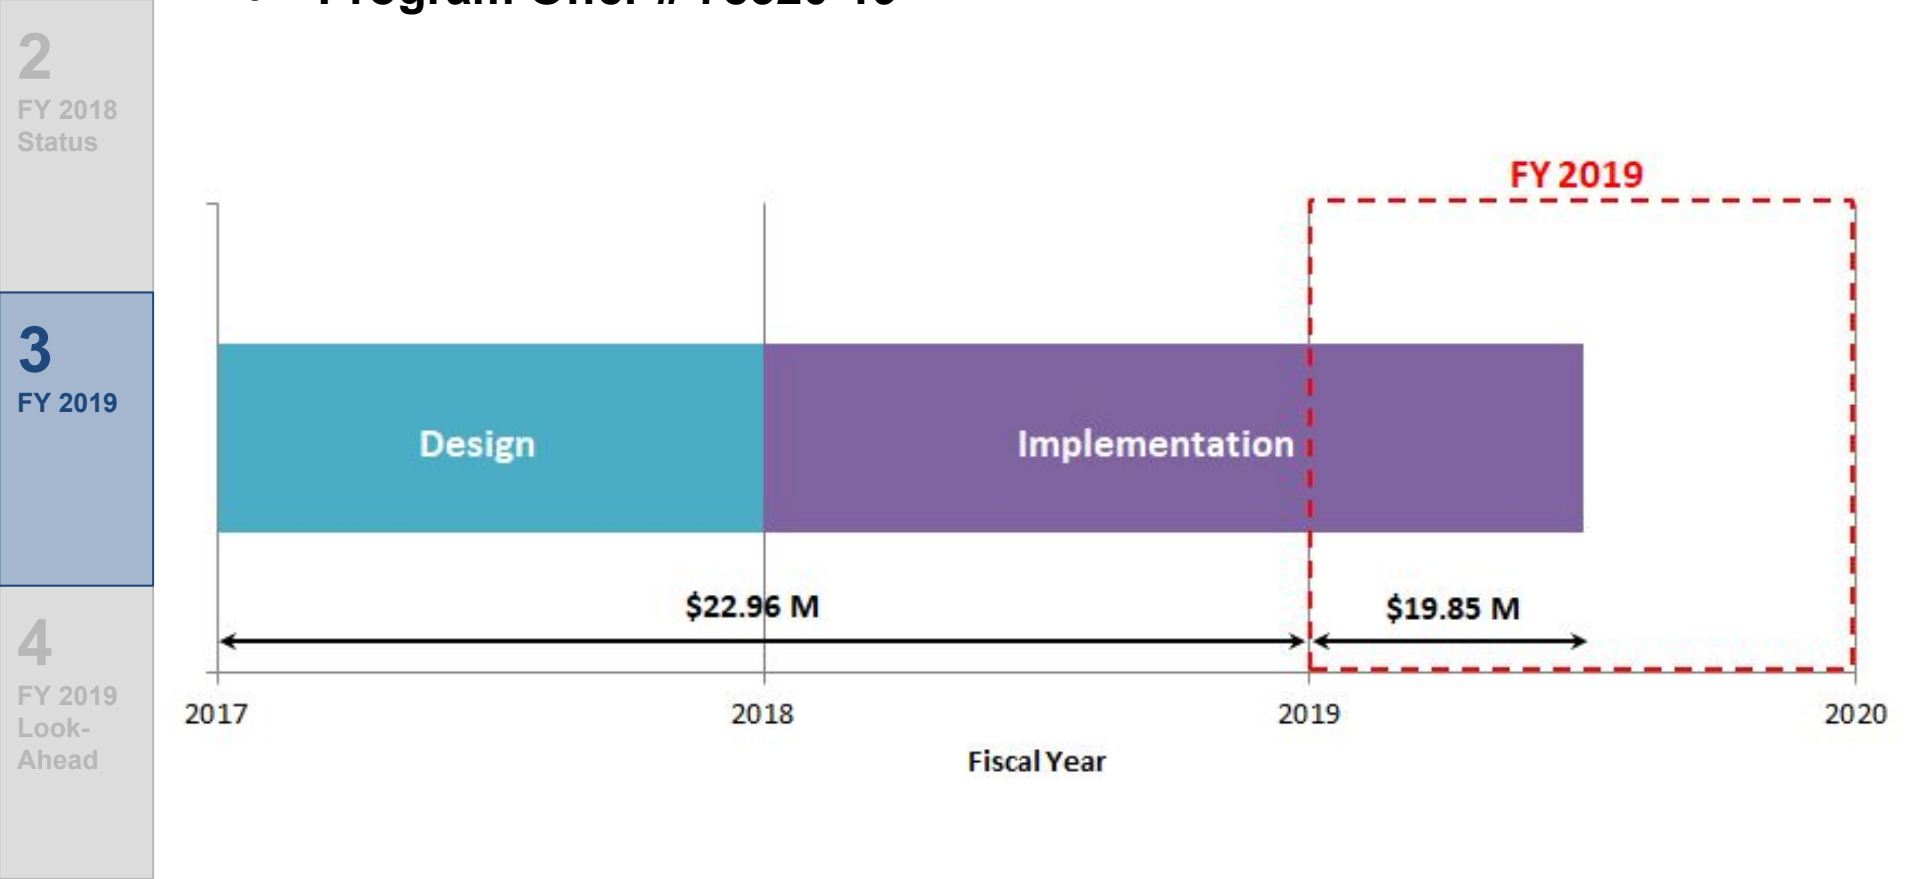 2
FY 2018
Status
3
FY 2019
4
FY 2019
Look-
Ahead
FY 2019
Design
Implementation
$22.96 M
$19.85 M
2017
2018
2019
2020
Fiscal Year